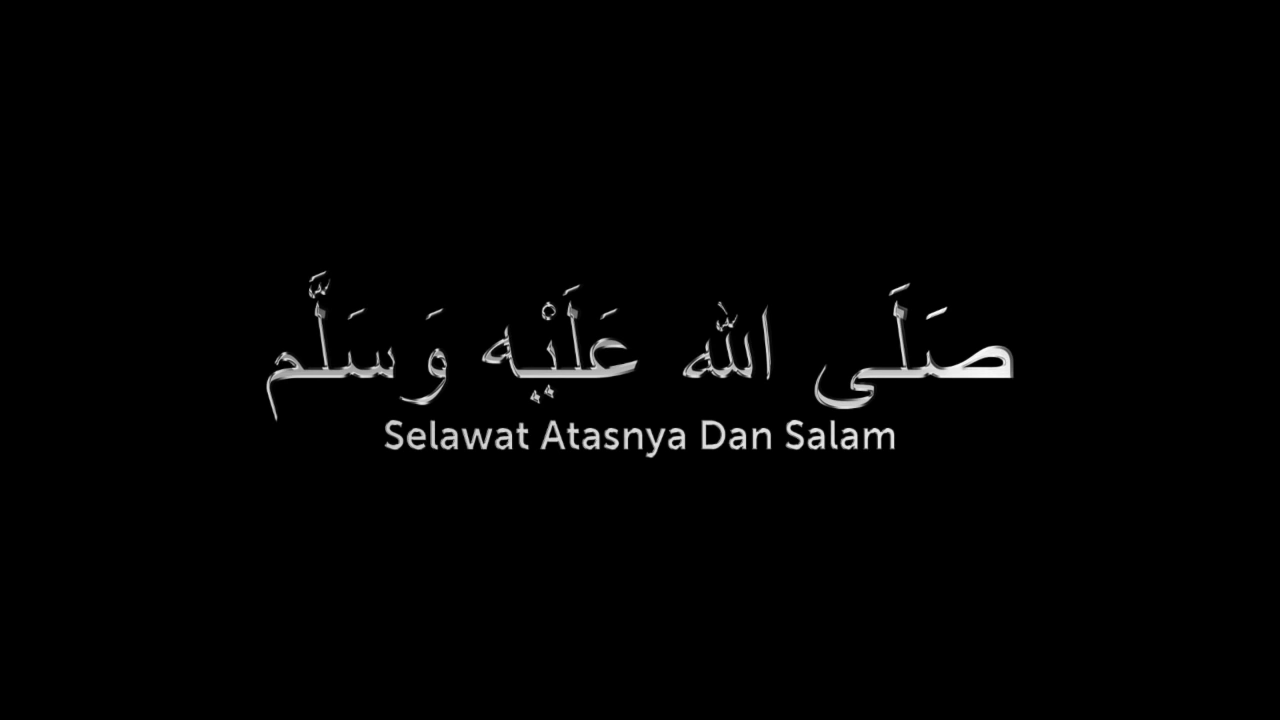 صَلَى الله عَلَيْه وَسَلَّم
Selawat Atasnya Dan Salam